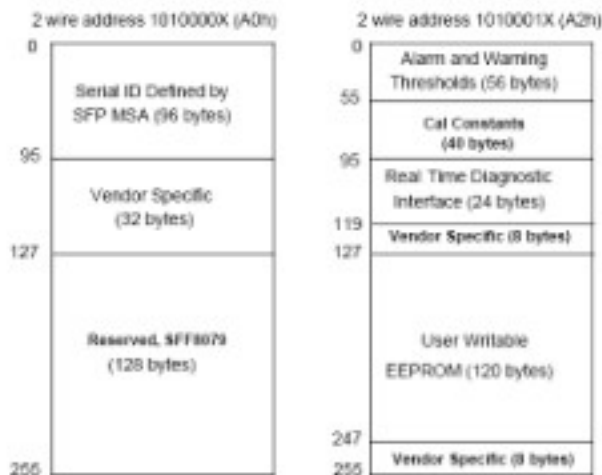 2 wire address 1010000X (A0h)
0
Serial ID Defined by
SFP MSA (96 bytes)
95
Vendor Specific
(32 bytes)
127
Reserved, SFF8079
(128 bytes)
255
2 wire address 1010001X (A2h)
0
Alarm and Warning
Thresholds (56 bytes)
55
Cal Constants
(40 bytes)
95
Real Time Diagnostic
Interface (24 bytes)
119
Vendor Specific (8 bytes)
127
User Writable
EEPROM (120 bytes)
247
Vendor Specific (8 bytes)
255